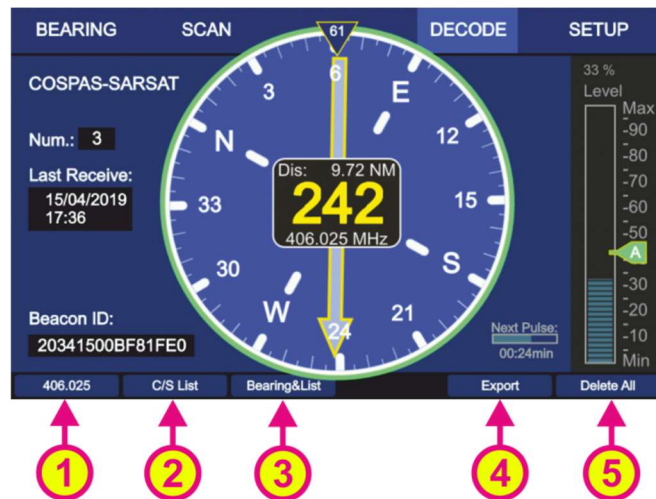 BEARING SCAN DECODE SETUP
61
COSPAS-SARSAT
Num.: 3
Last Receive:
15/04/2019
17:36
Beacon ID:
20341500BF81FE0
6
3
E
N
12
33
15
30
S
W
21
24
Dis: 9.72 NM
242
406.025 MHz
Next Pulse:
00:24min
33 %
Level
Max
-90
-80
-70
-60
-50
A
-30
-20
-10
Min
406.025 C/S List Bearing&List Export Delete All
1 2 3 4 5